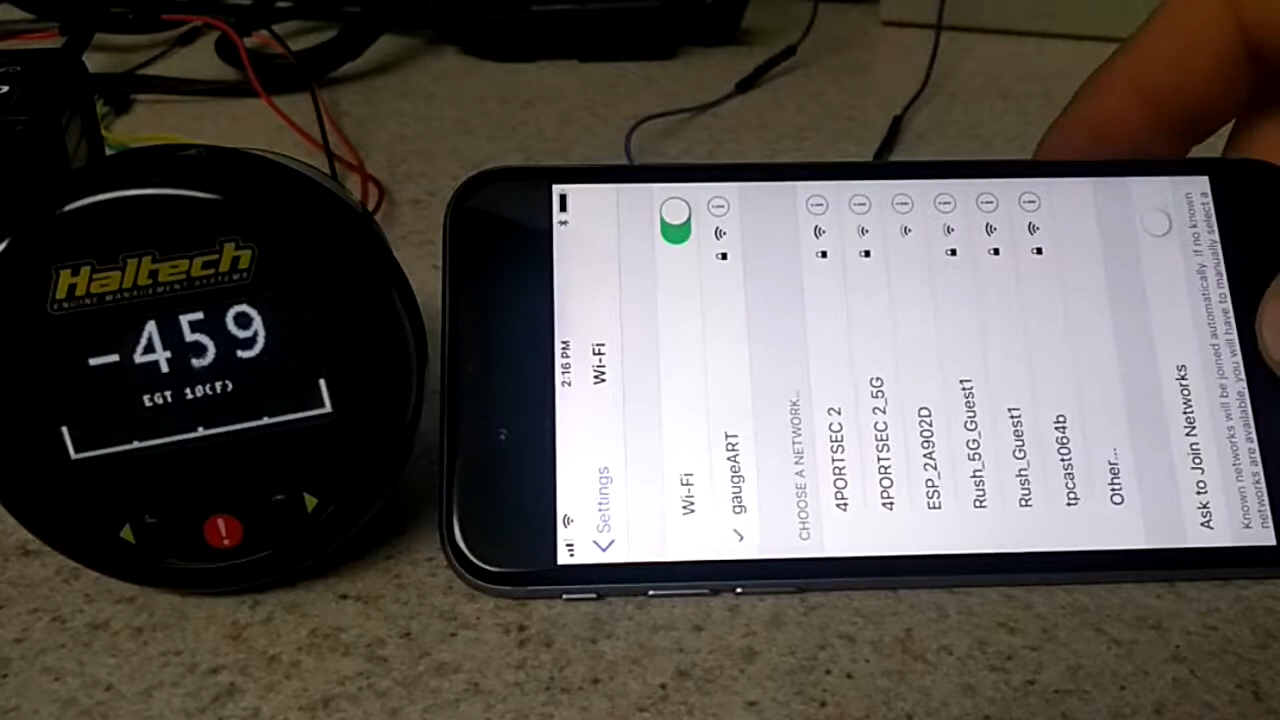 Haltech
ENGINE MANAGEMENT SYSTEMS
-459
EGT 10(F)
2:16 PM
Settings
Wi-Fi
Wi-Fi
gaugeART
CHOOSE A NETWORK...
4PORTSEC 2
4PORTSEC 2_5G
ESP_2A902D
Rush_5G_Guest1
Rush_Guest1
tpcast064b
Other...
Ask to Join Networks
Known networks will be joined automatically. If no known
networks are available, you will have to manually select a